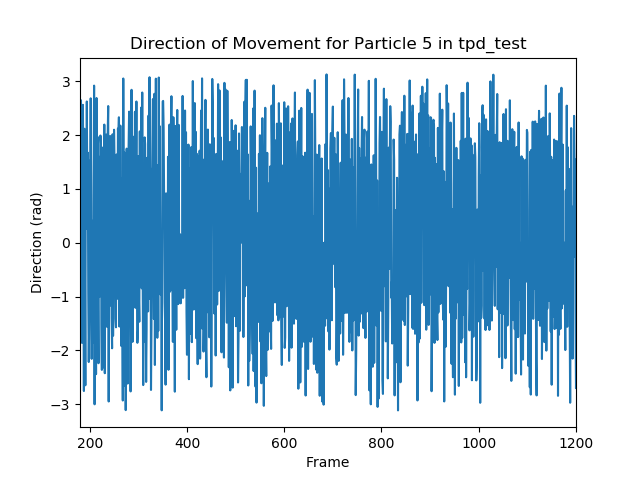 Direction of Movement for Particle 5 in tpd_test
3
2
1
0
−1
−2
−3
Direction (rad)
200 400 600 800 1000 1200
Frame